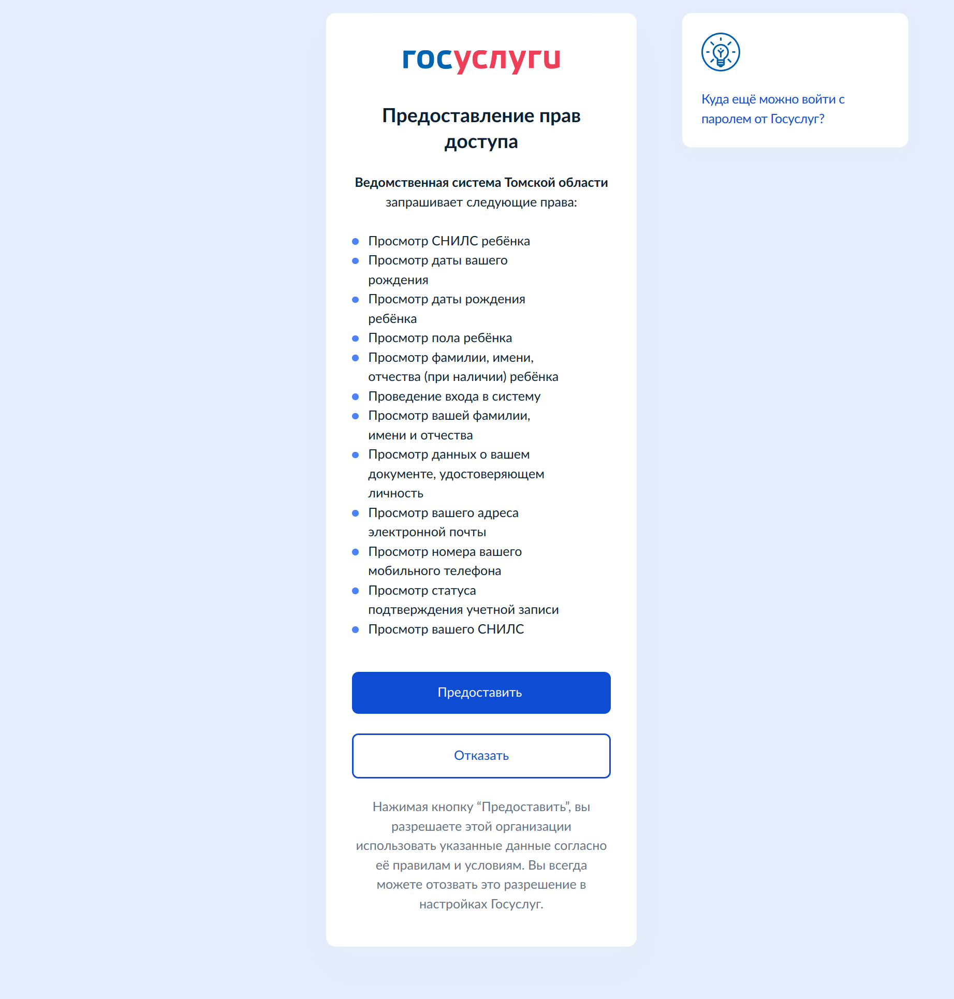 госуслуги
Предоставление прав
доступа
Ведомственная система Томской области
запрашивает следующие права:
Просмотр СНИЛС ребёнка
Просмотр даты вашего
рождения
Просмотр даты рождения
ребёнка
Просмотр пола ребёнка
Просмотр фамилии, имени,
отчества (при наличии) ребёнка
Проведение входа в систему
Просмотр вашей фамилии,
имени и отчества
Просмотр данных о вашем
документе, удостоверяющем
личность
Просмотр вашего адреса
электронной почты
Просмотр номера вашего
мобильного телефона
Просмотр статуса
подтверждения учетной записи
Просмотр вашего СНИЛС
Предоставить
Отказать
Нажимая кнопку “Предоставить”, вы
разрешаете этой организации
использовать указанные данные согласно
её правилам и условиям. Вы всегда
можете отозвать это разрешение в
настройках Госуслуг.
Куда ещё можно войти с
паролем от Госуслуг?